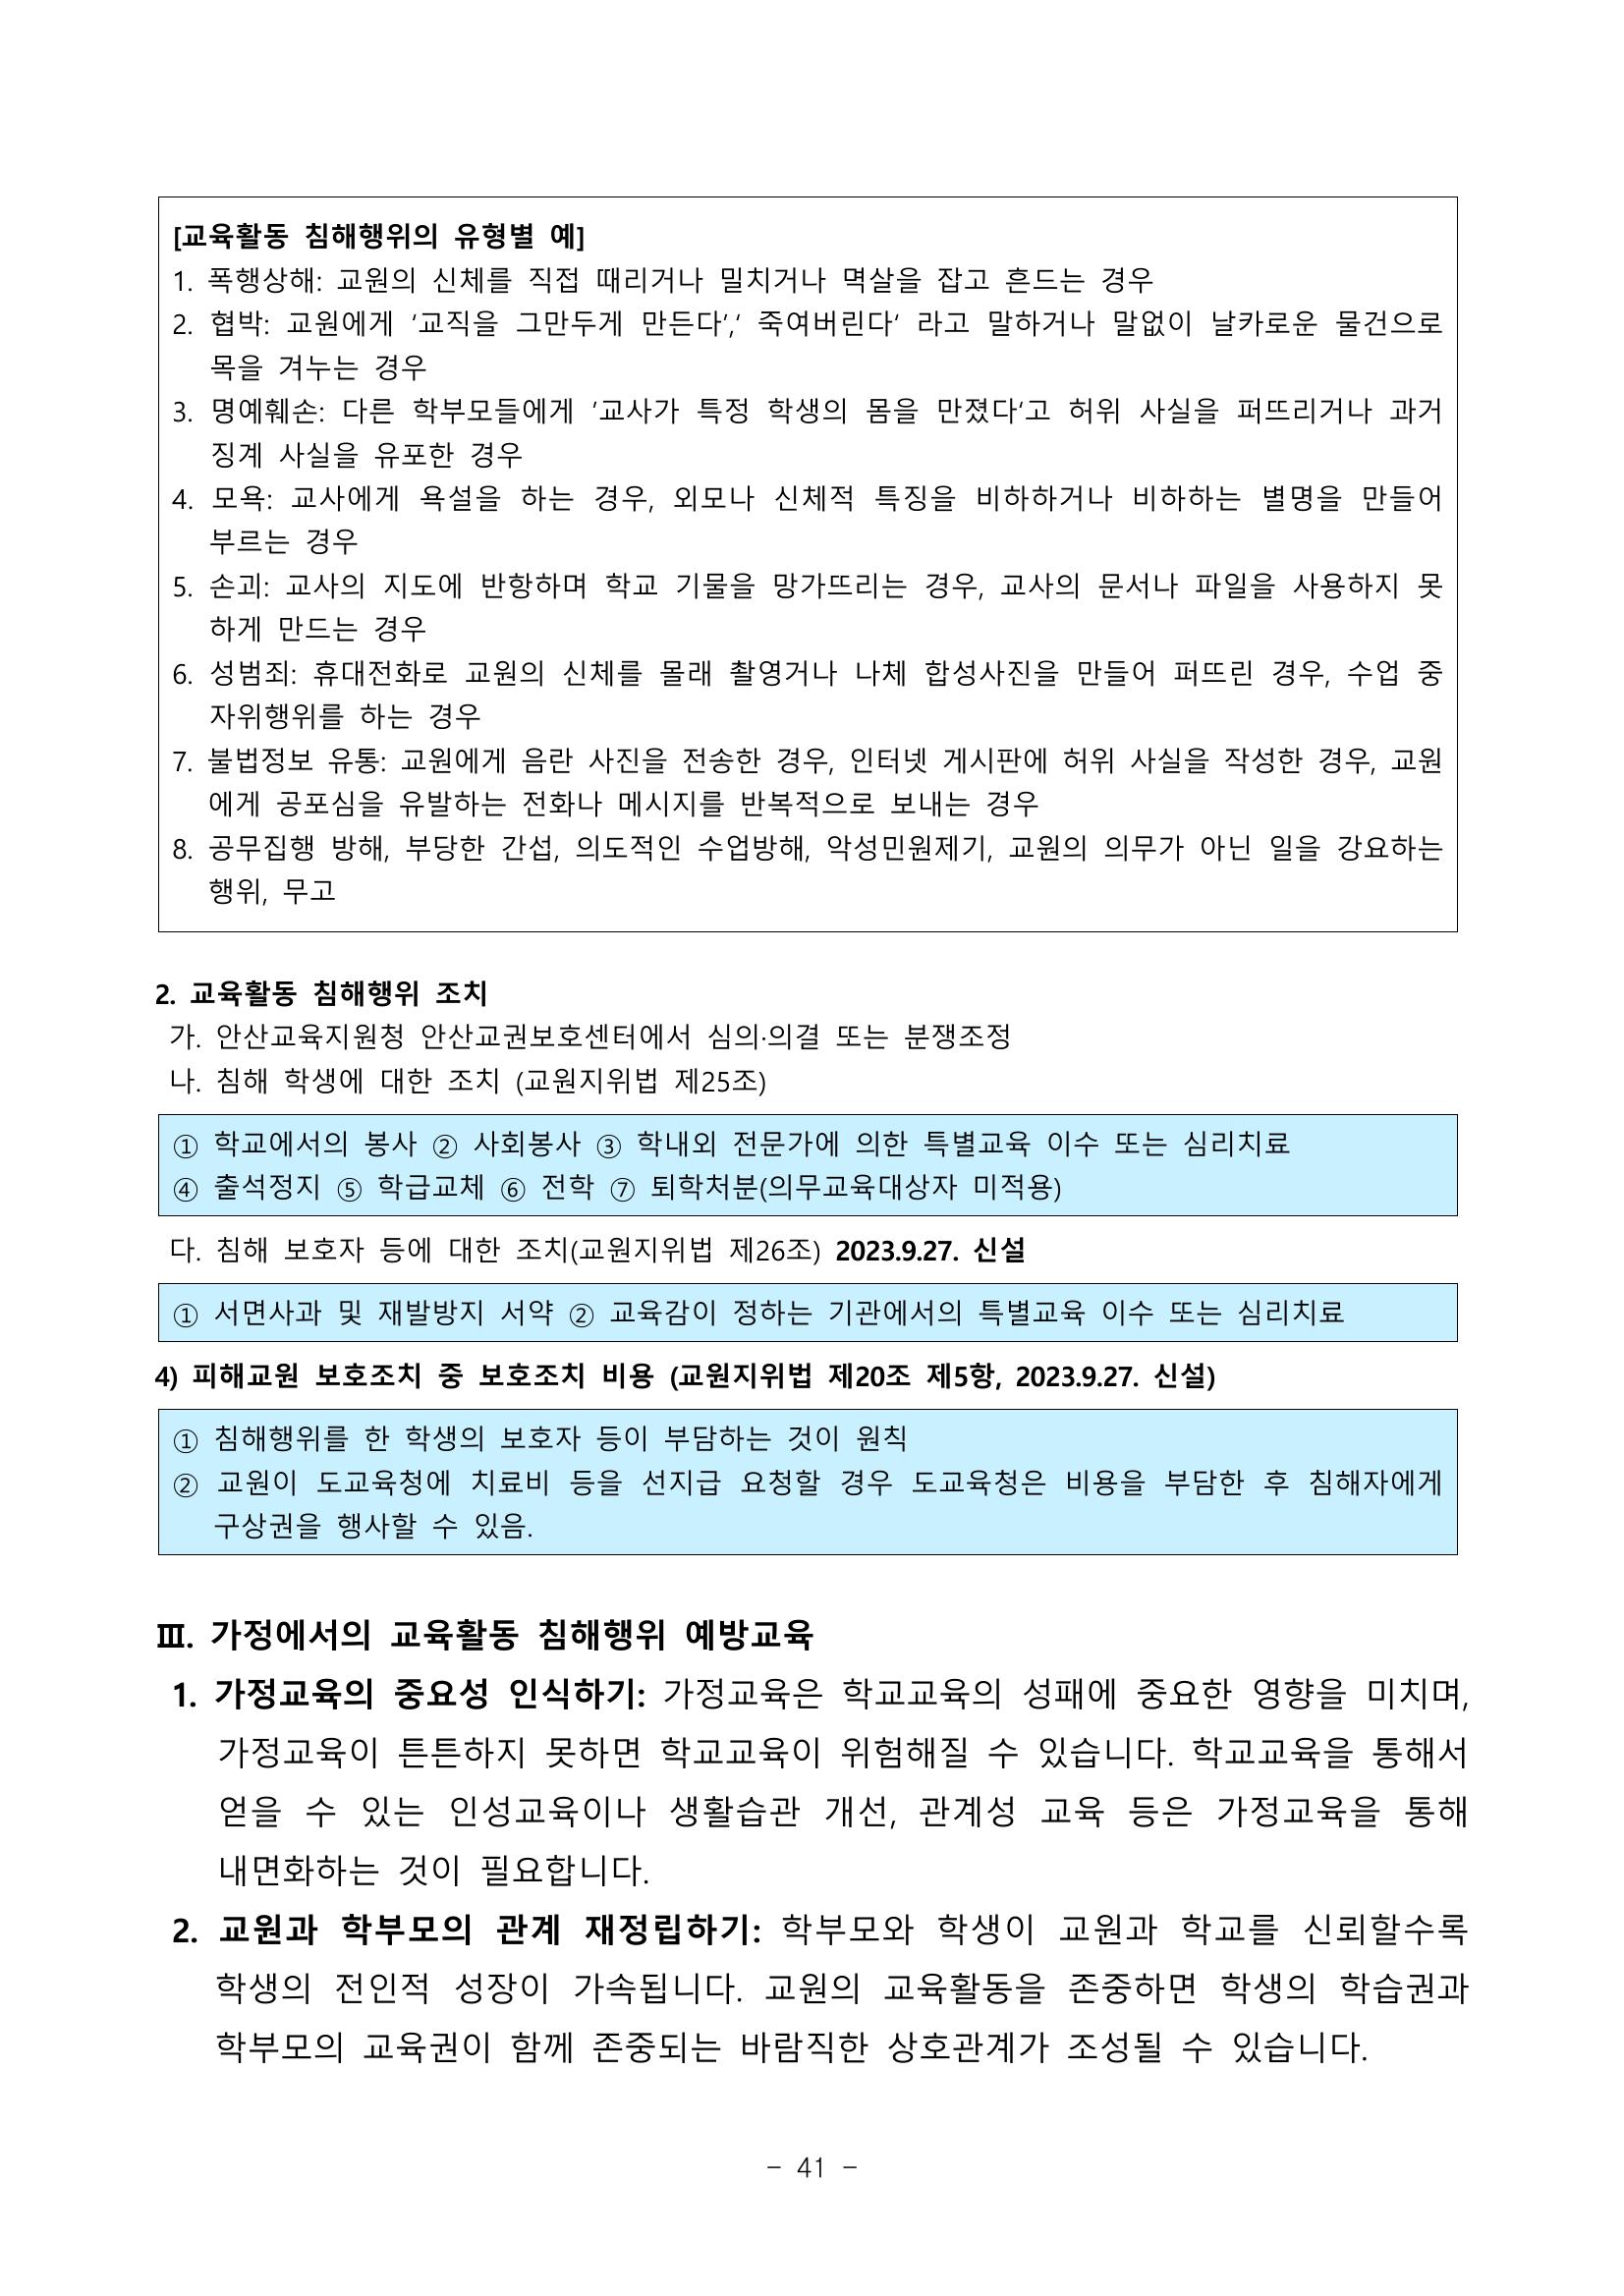 [교육활동 침해행위의 유형별 예]
1. 폭행상해: 교원의 신체를 직접 때리거나 밀치거나 멱살을 잡고 흔드는 경우
2. 협박: 교원에게 ‘교직을 그만두게 만든다’,‘ 죽여버린다‘ 라고 말하거나 말없이 날카로운 물건으로
목을 겨누는 경우
3. 명예훼손: 다른 학부모들에게 ’교사가 특정 학생의 몸을 만졌다‘고 허위 사실을 퍼뜨리거나 과거
징계 사실을 유포한 경우
4. 모욕: 교사에게 욕설을 하는 경우, 외모나 신체적 특징을 비하하거나 비하하는 별명을 만들어
부르는 경우
5. 손괴: 교사의 지도에 반항하며 학교 기물을 망가뜨리는 경우, 교사의 문서나 파일을 사용하지 못
하게 만드는 경우
6. 성범죄: 휴대전화로 교원의 신체를 몰래 촬영거나 나체 합성사진을 만들어 퍼뜨린 경우, 수업 중
자위행위를 하는 경우
7. 불법정보 유통: 교원에게 음란 사진을 전송한 경우, 인터넷 게시판에 허위 사실을 작성한 경우, 교원
에게 공포심을 유발하는 전화나 메시지를 반복적으로 보내는 경우
8. 공무집행 방해, 부당한 간섭, 의도적인 수업방해, 악성민원제기, 교원의 의무가 아닌 일을 강요하는
행위, 무고
2. 교육활동 침해행위 조치
가. 안산교육지원청 안산교권보호센터에서 심의·의결 또는 분쟁조정
나. 침해 학생에 대한 조치 (교원지위법 제25조)
① 학교에서의 봉사 ② 사회봉사 ③ 학내외 전문가에 의한 특별교육 이수 또는 심리치료
④ 출석정지 ⑤ 학급교체 ⑥ 전학 ⑦ 퇴학처분(의무교육대상자 미적용)
다. 침해 보호자 등에 대한 조치(교원지위법 제26조) 2023.9.27. 신설
① 서면사과 및 재발방지 서약 ② 교육감이 정하는 기관에서의 특별교육 이수 또는 심리치료
4) 피해교원 보호조치 중 보호조치 비용 (교원지위법 제20조 제5항, 2023.9.27. 신설)
① 침해행위를 한 학생의 보호자 등이 부담하는 것이 원칙
② 교원이 도교육청에 치료비 등을 선지급 요청할 경우 도교육청은 비용을 부담한 후 침해자에게
구상권을 행사할 수 있음.
Ⅲ. 가정에서의 교육활동 침해행위 예방교육
1. 가정교육의 중요성 인식하기: 가정교육은 학교교육의 성패에 중요한 영향을 미치며,
가정교육이 튼튼하지 못하면 학교교육이 위험해질 수 있습니다. 학교교육을 통해서
얻을 수 있는 인성교육이나 생활습관 개선, 관계성 교육 등은 가정교육을 통해
내면화하는 것이 필요합니다.
2. 교원과 학부모의 관계 재정립하기: 학부모와 학생이 교원과 학교를 신뢰할수록
학생의 전인적 성장이 가속됩니다. 교원의 교육활동을 존중하면 학생의 학습권과
학부모의 교육권이 함께 존중되는 바람직한 상호관계가 조성될 수 있습니다.
- 41 -